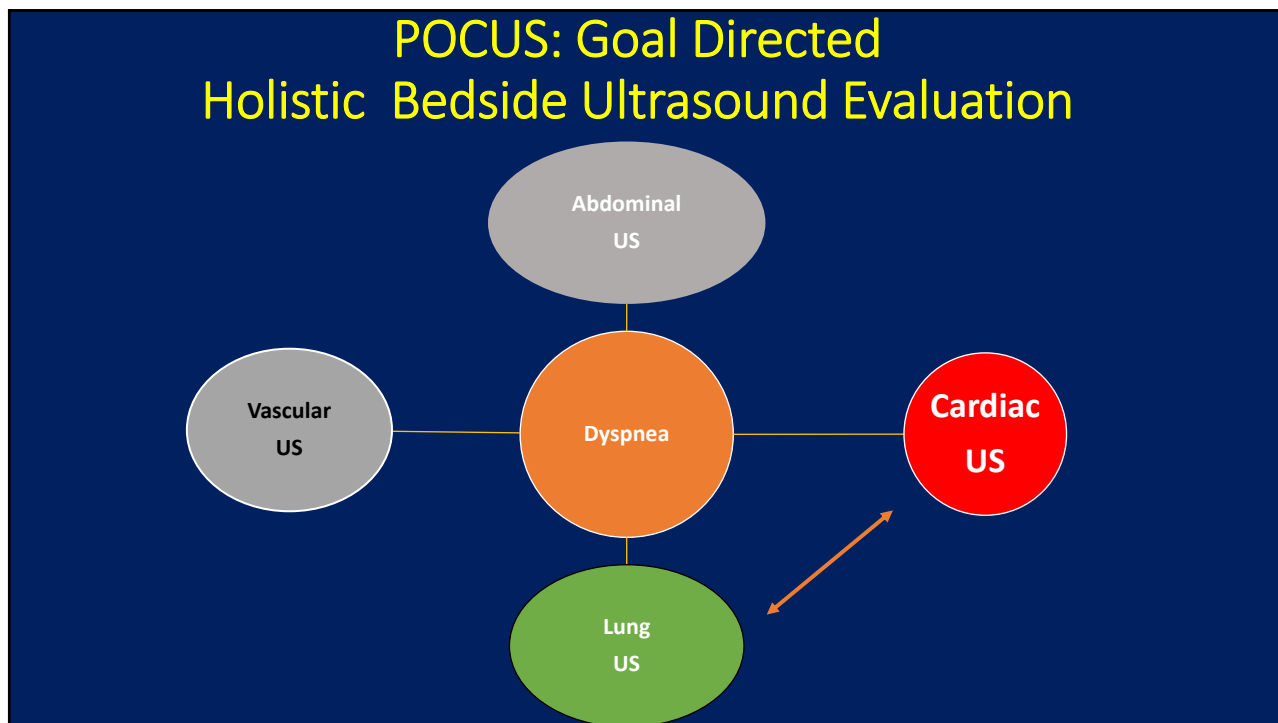 POCUS: Goal Directed
Holistic  Bedside Ultrasound Evaluation
Abdominal
US
Vascular
US
Dyspnea
Cardiac
US
Lung
US